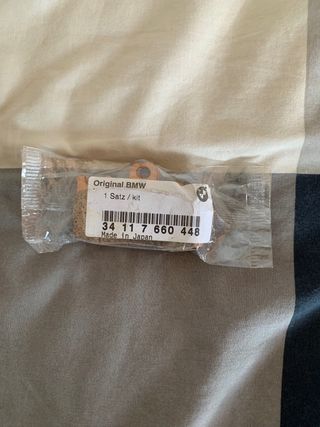 Original BMW
1 Satz / kit
34 11 7 660 448
Made in Japan